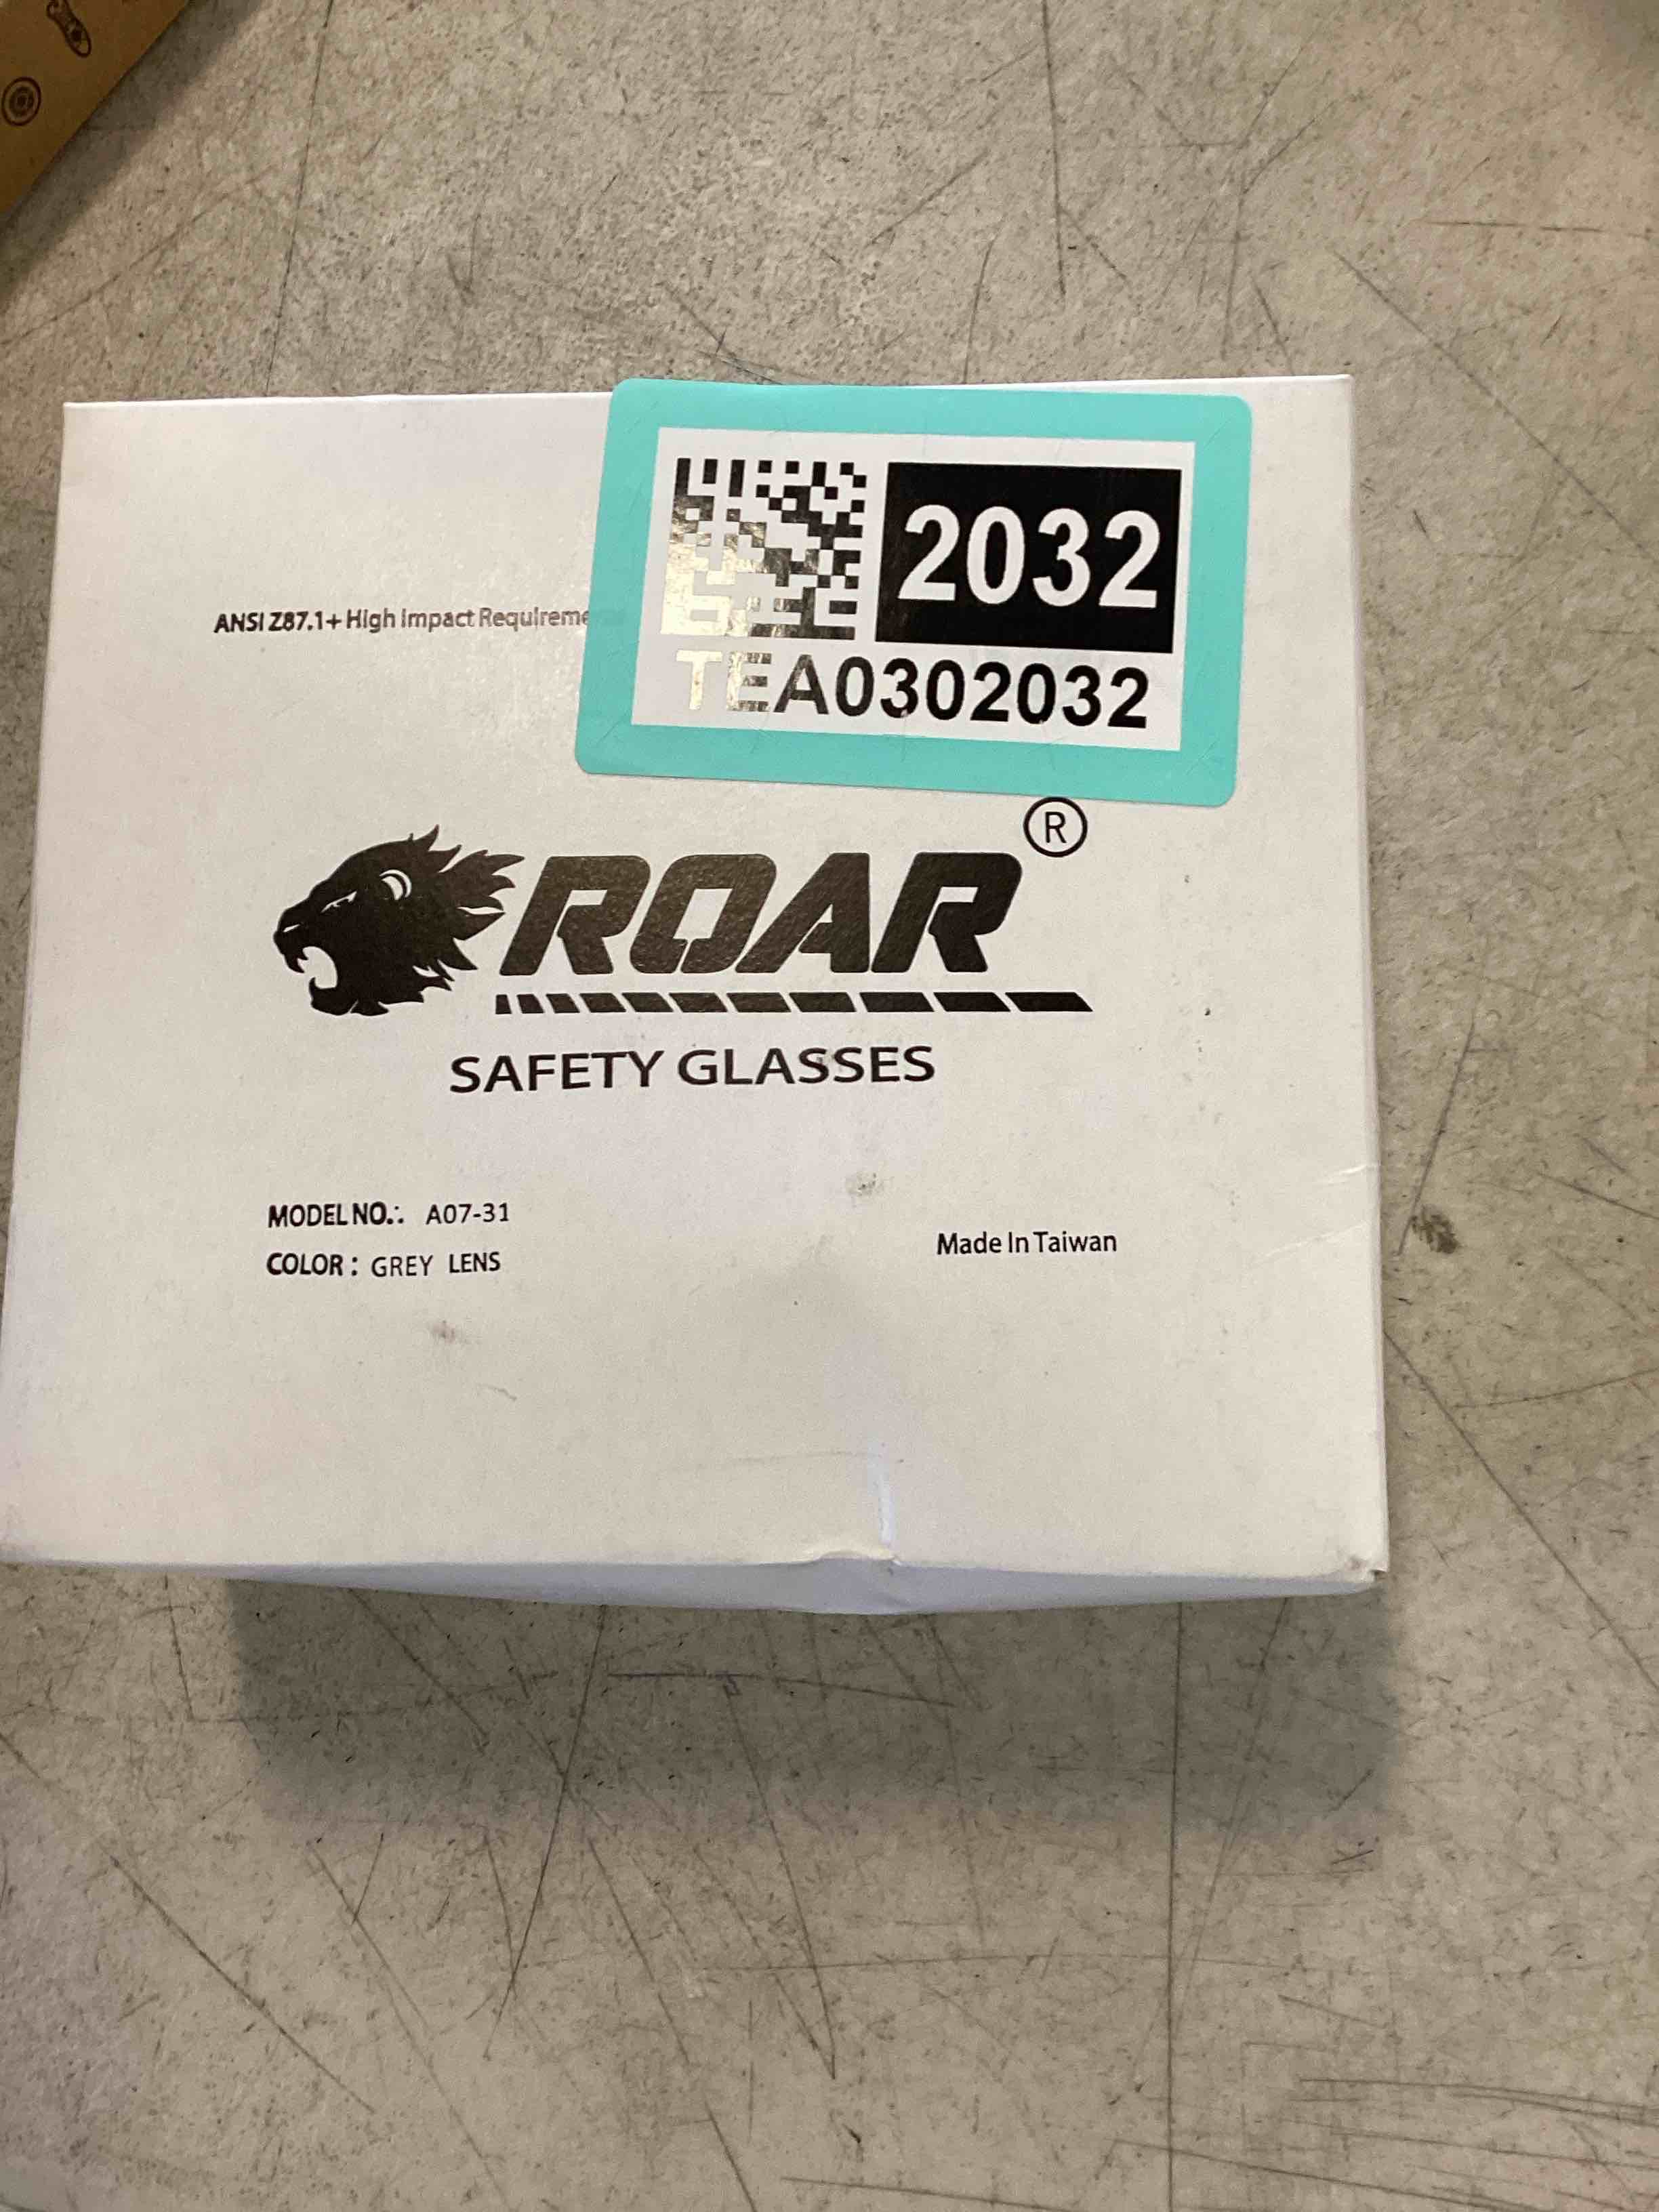 2032
TEA0302032
ANSI Z87.1+ High Impact Requireme
ROAR®
SAFETY GLASSES
MODEL NO.: A07-31
COLOR : GREY LENS
Made In Taiwan